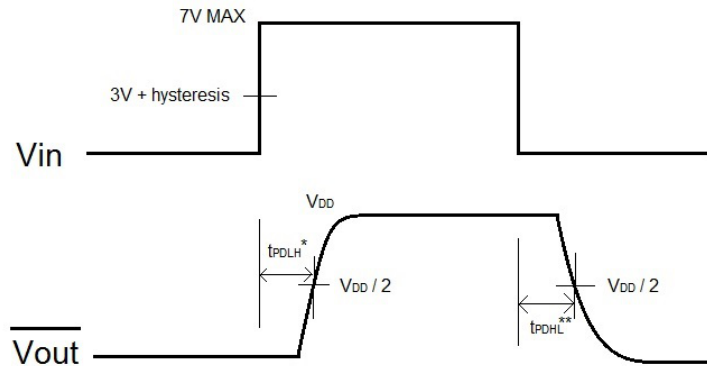 7V MAX
3V + hysteresis
Vin
VDD
tPDLH*
VDD / 2
VDD / 2
tPDHL**
Vout